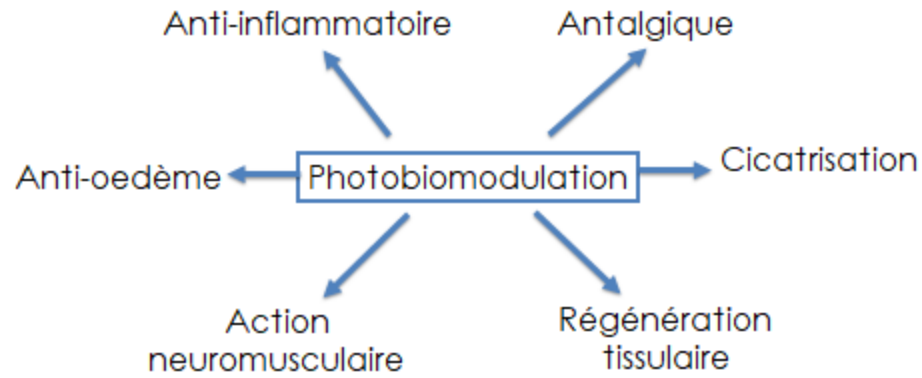 Anti-inflammatoire
Antalgique
Anti-oedème
Photobiomodulation
Cicatrisation
Action
neuromusculaire
Régénération
tissulaire